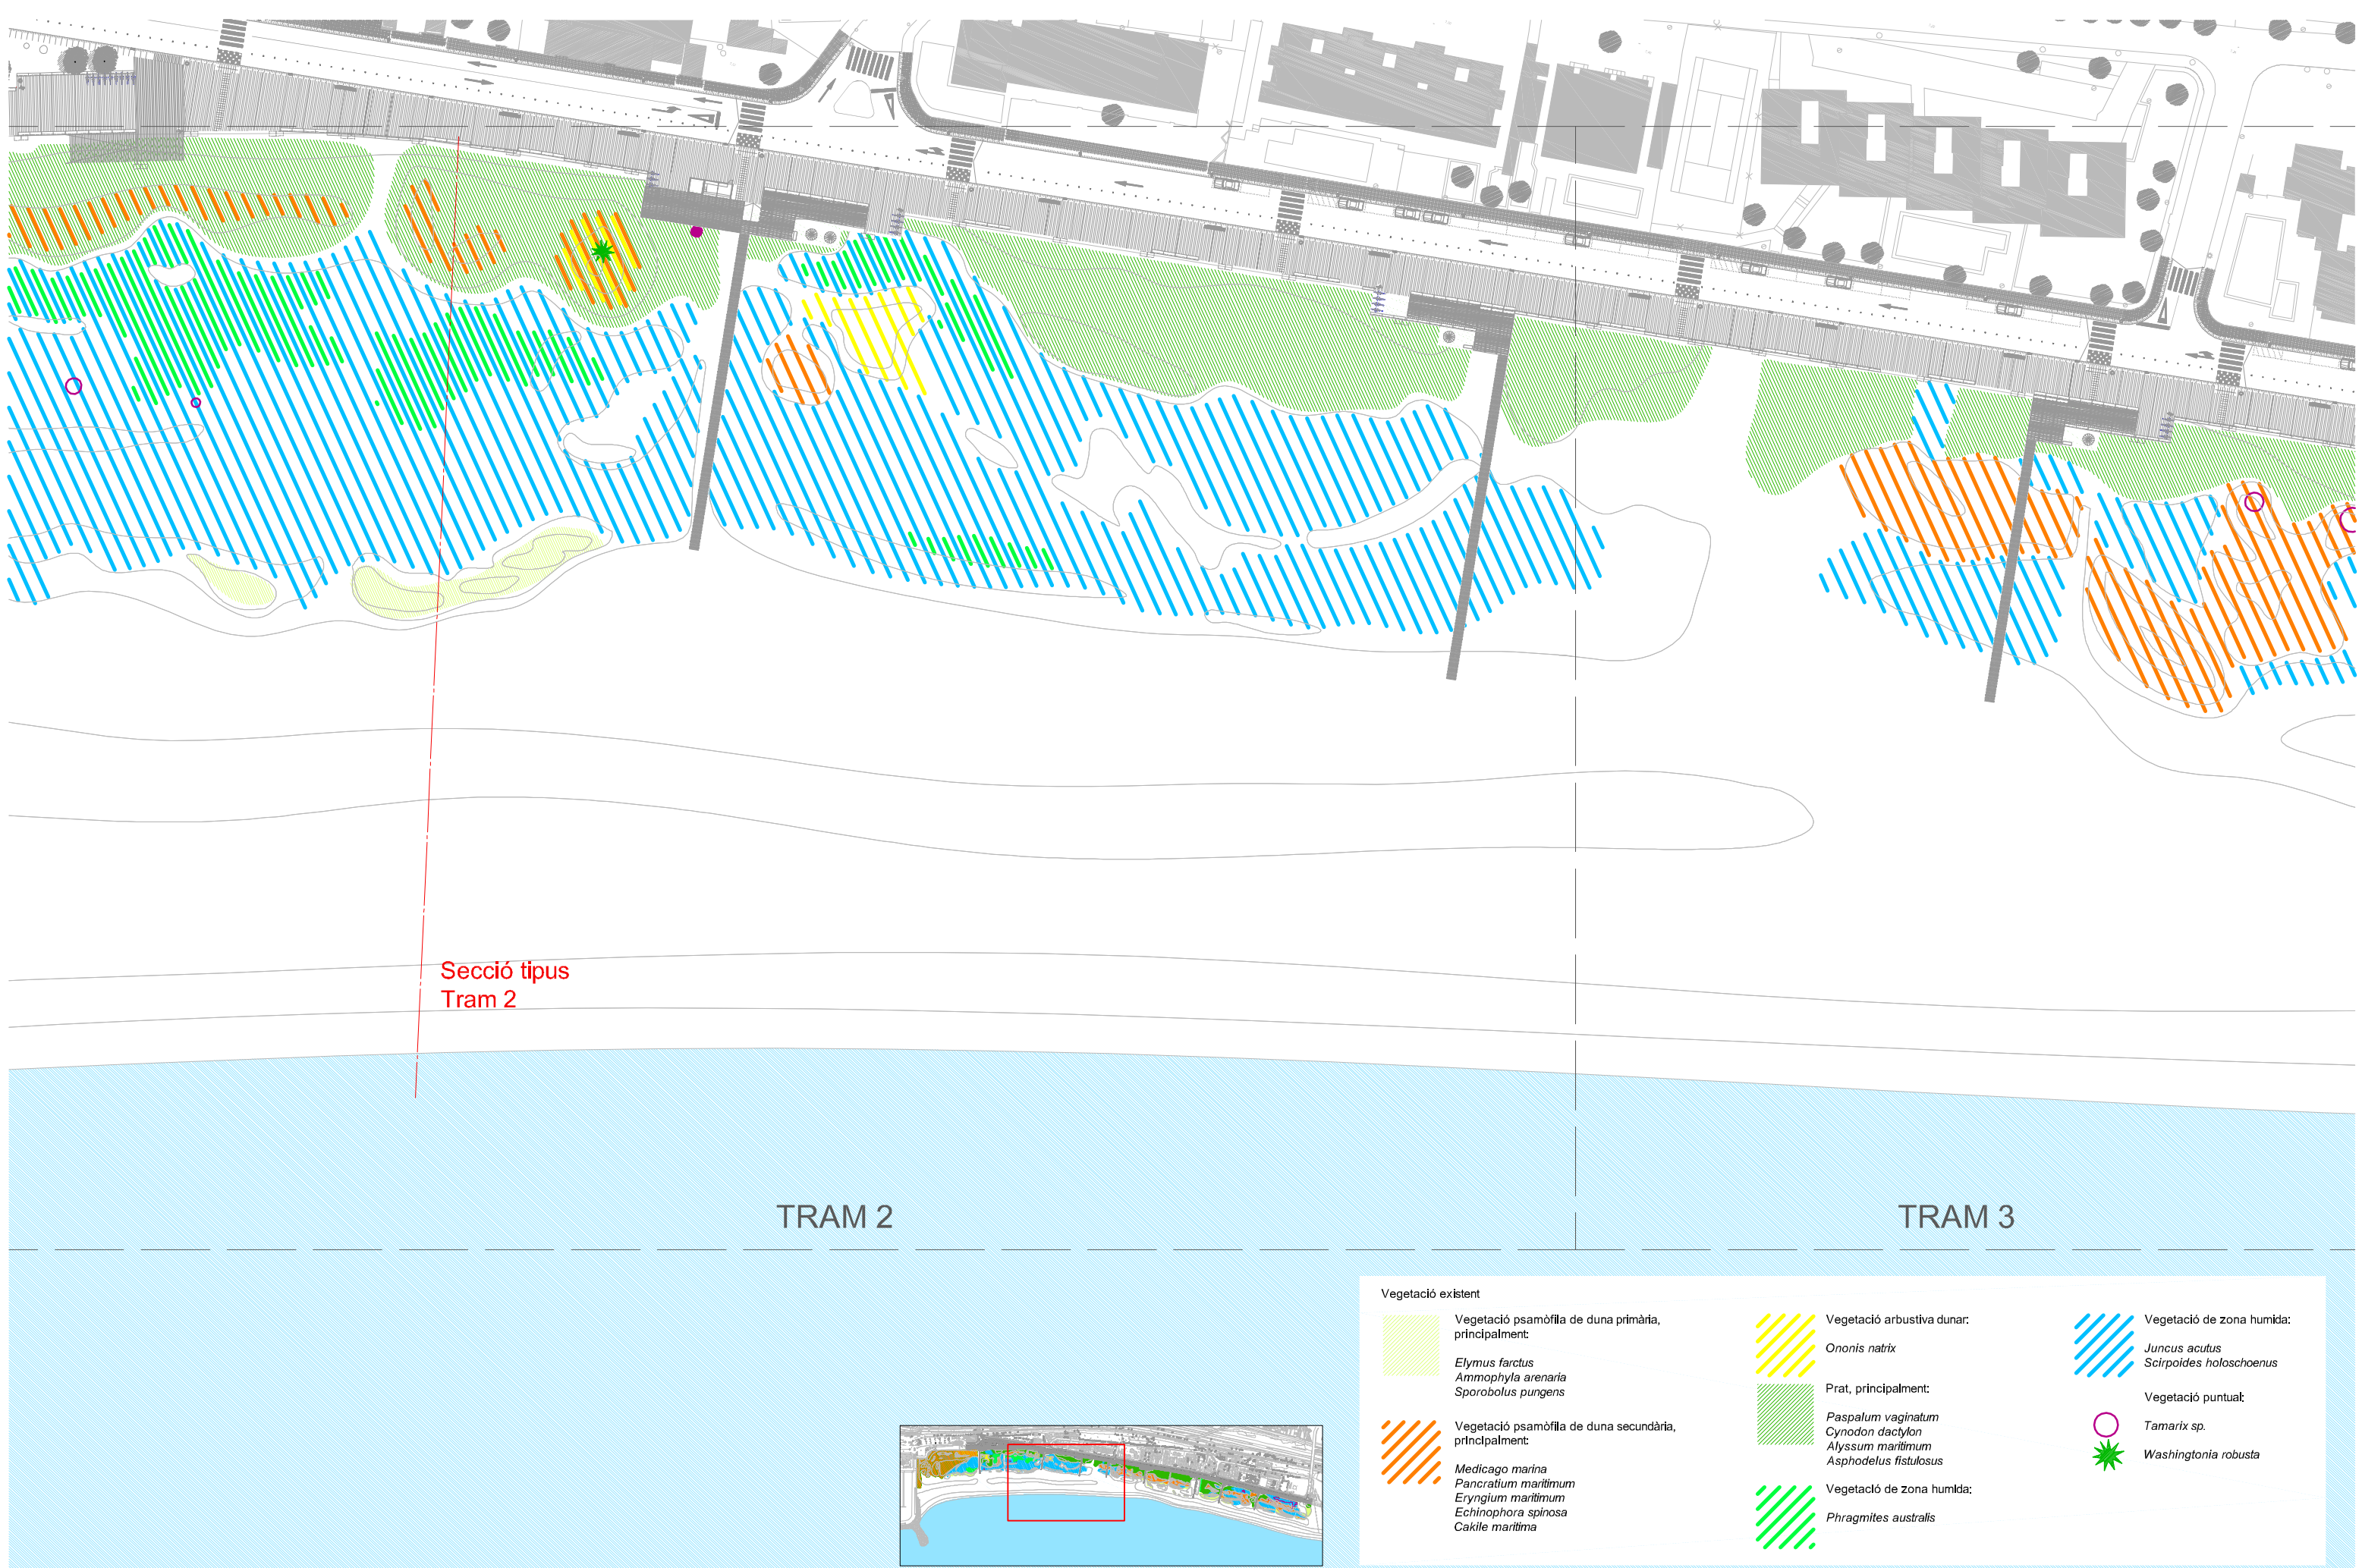 Secció tipus
Tram 2
TRAM 2
TRAM 3
Vegetació existent
Vegetació psamòfila de duna primària,
principalment:
Elymus farctus
Ammophyla arenaria
Sporobolus pungens
Vegetació psamòfila de duna secundària,
principalment:
Medicago marina
Pancratium maritimum
Eryngium maritimum
Echinophora spinosa
Cakile maritima
Vegetació arbustiva dunar:
Ononis natrix
Prat, principalment:
Paspalum vaginatum
Cynodon dactylon
Alyssum maritimum
Asphodelus fistulosus
Vegetació de zona humida:
Phragmites australis
Vegetació de zona humida:
Juncus acutus
Scirpoides holoschoenus
Vegetació puntual:
Tamarix sp.
Washingtonia robusta